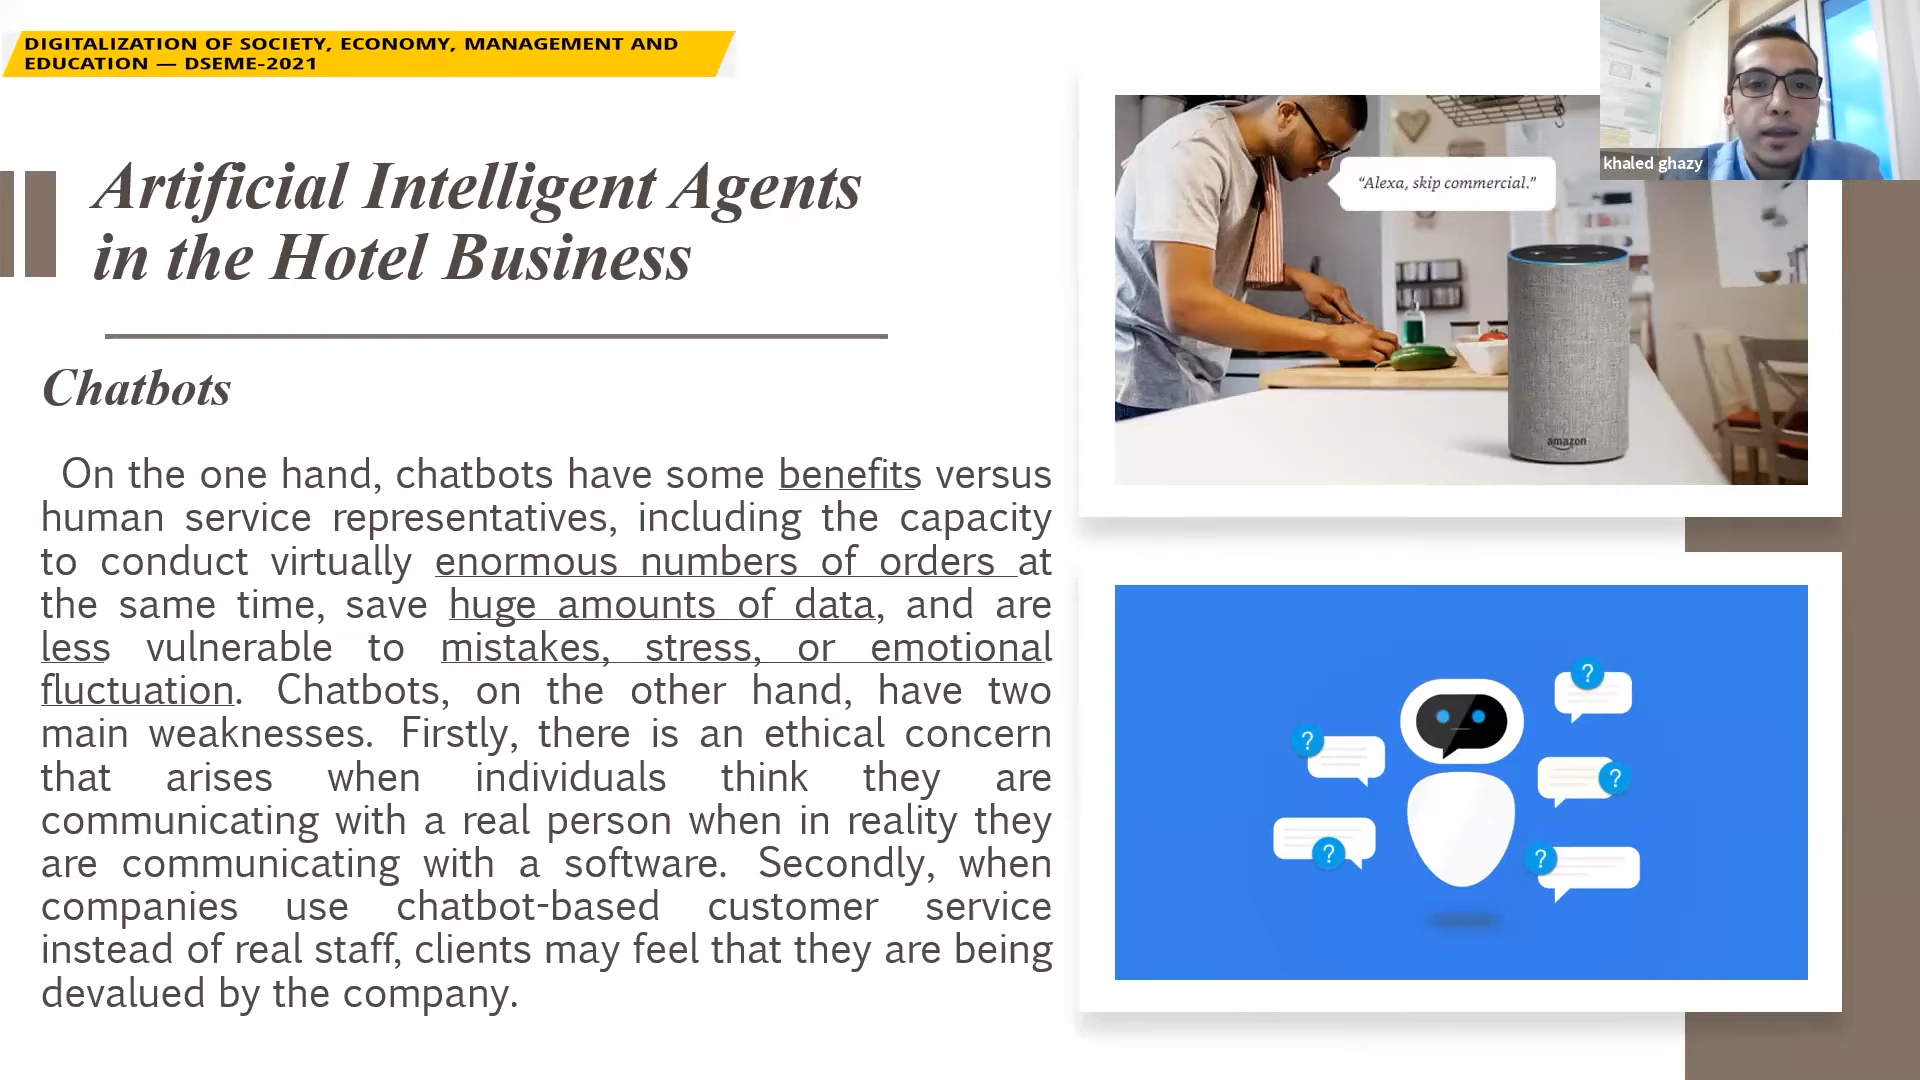 DIGITALIZATION OF SOCIETY, ECONOMY, MANAGEMENT AND
EDUCATION — DSEME-2021
khaled ghazy
Artificial Intelligent Agents
in the Hotel Business
“Alexa, skip commercial.”
amazon
Chatbots
On the one hand, chatbots have some benefits versus
human service representatives, including the capacity
to conduct virtually enormous numbers of orders at
the same time, save huge amounts of data, and are
less vulnerable to mistakes, stress, or emotional
fluctuation. Chatbots, on the other hand, have two
main weaknesses. Firstly, there is an ethical concern
that arises when individuals think they are
communicating with a real person when in reality they
are communicating with a software. Secondly, when
companies use chatbot-based customer service
instead of real staff, clients may feel that they are being
devalued by the company.
?
?
?
?
?